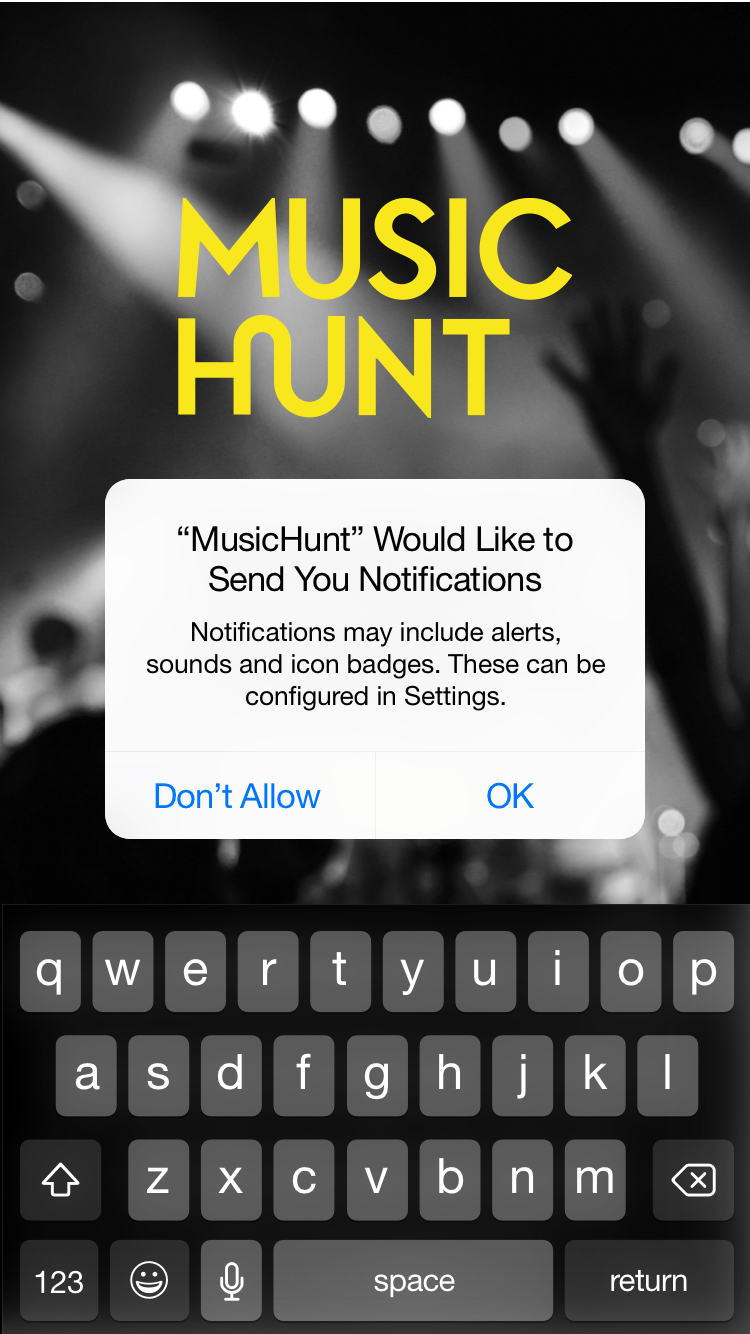 MUSIC
HUNT
“MusicHunt” Would Like to
Send You Notifications
Notifications may include alerts,
sounds and icon badges. These can be
configured in Settings.
Don’t Allow OK
q w e r t y u i o p
a s d f g h j k l
z x c v b n m
123 space return